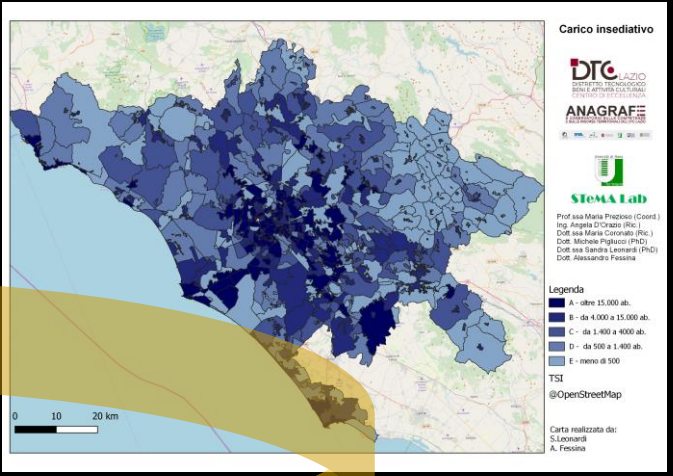 Carico insediativo
DTC LAZIO
DISTRETTO TECNOLOGICO
BENI E ATTIVITÀ CULTURALI
CENTRO DI ECCELLENZA
ANAGRAFE
STeMA Lab
Prof.ssa Maria Prezioso (Coord.)
Ing. Angela D'Orazio (Ric.)
Dott.ssa Maria Coronato (Ric.)
Dott. Michele Pigliucci (PhD)
Dott.ssa Sandra Leonardi (PhD)
Dott. Alessandro Fessina
Legenda
A - oltre 15.000 ab.
B - da 4.000 a 15.000 ab.
C - da 1.400 a 4000 ab.
D - da 500 a 1.400 ab.
E - meno di 500
TSI
@OpenStreetMap
0 10 20 km
Carta realizzata da:
S.Leonardi
A. Fessina